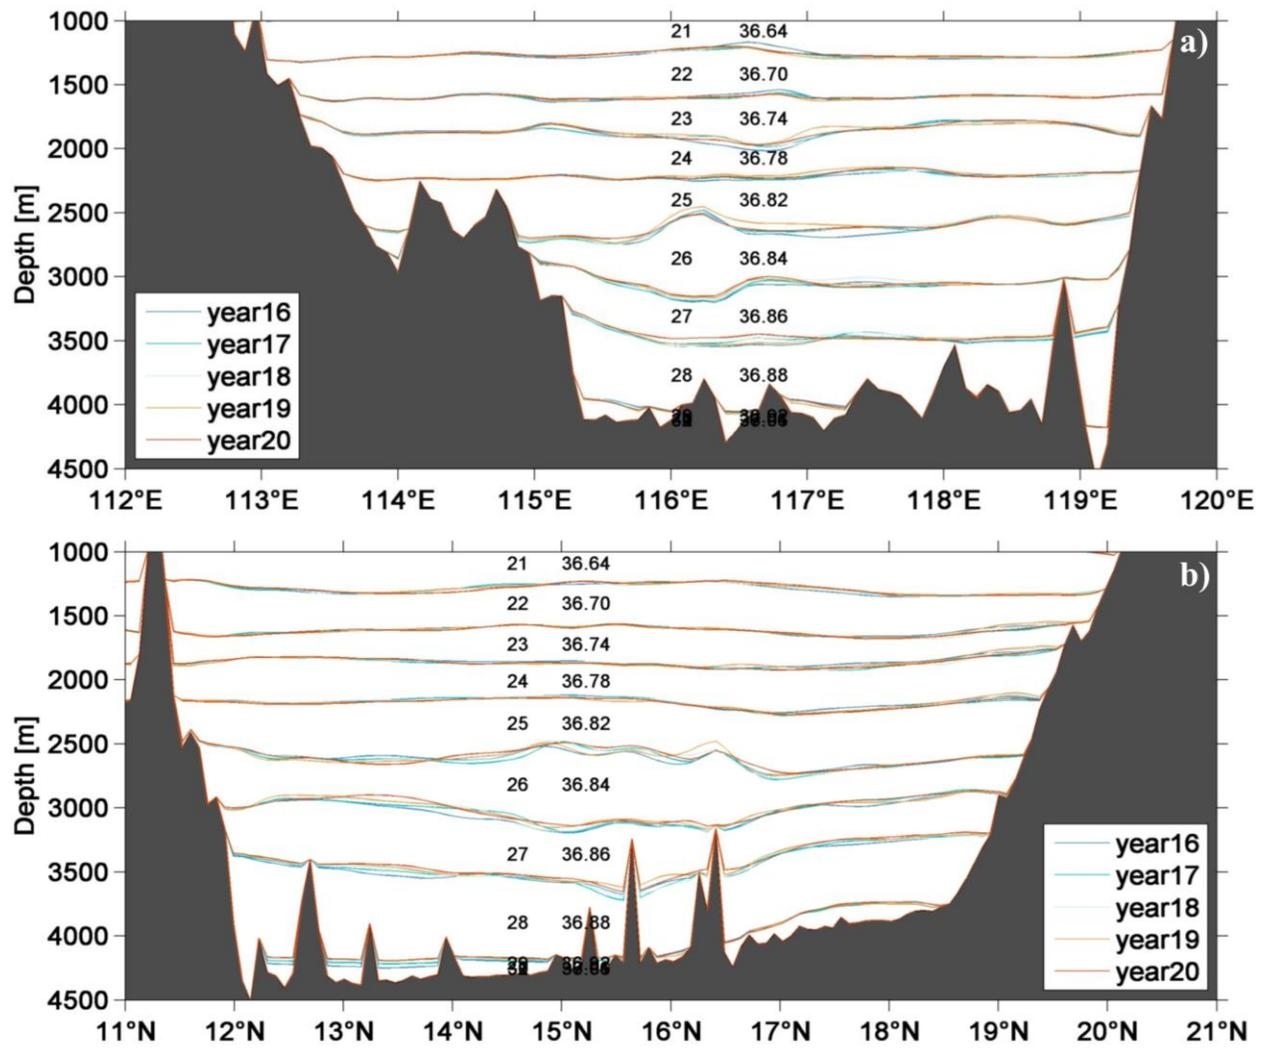 1000
21 36.64
a)
1500
22 36.70
23 36.74
2000
24 36.78
2500
25 36.82
Depth [m]
3000
26 36.84
year16
27 36.86
3500
year17
year18
28 36.88
4000
year19
year20
4500
112°E 113°E 114°E 115°E 116°E 117°E 118°E 119°E 120°E
1000
21 36.64
b)
22 36.70
1500
23 36.74
2000
24 36.78
25 36.82
2500
Depth [m]
26 36.84
3000
year16
27 36.86
3500
year17
year18
28 36.88
4000
year19
year20
4500
11°N 12°N 13°N 14°N 15°N 16°N 17°N 18°N 19°N 20°N 21°N